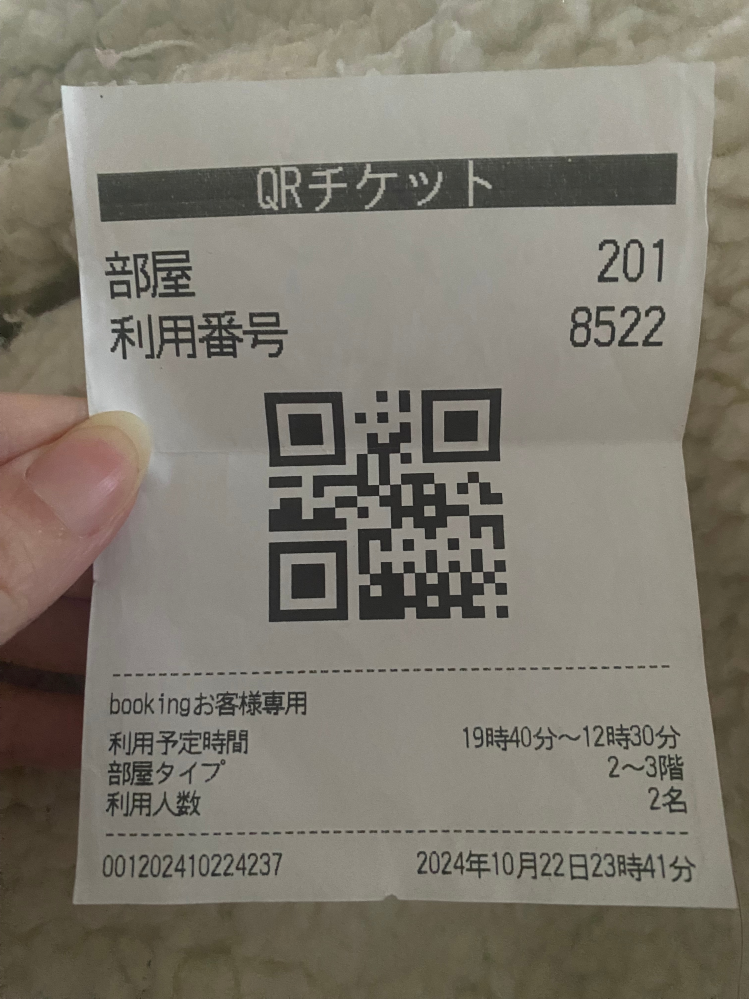 QRチケット
部屋 201
利用番号 8522
bookingお客様専用
利用予定時間 19時40分～12時30分
部屋タイプ 2～3階
利用人数 2名
001202410224237 2024年10月22日23時41分